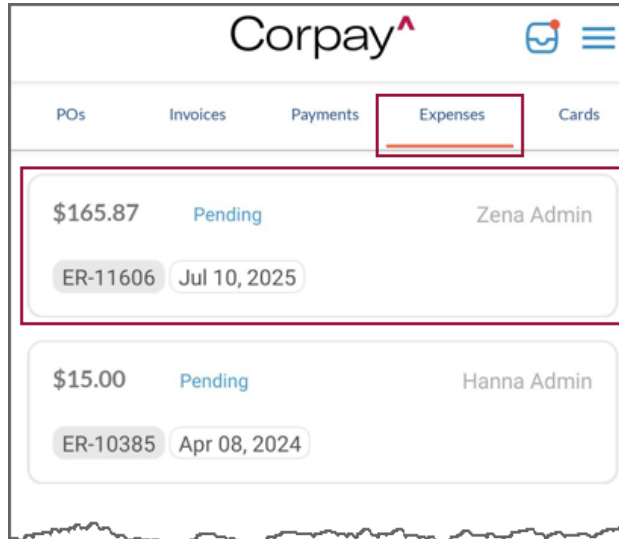 Corpay^
POs Invoices Payments Expenses Cards
$165.87 Pending Zena Admin
ER-11606 Jul 10, 2025
$15.00 Pending Hanna Admin
ER-10385 Apr 08, 2024